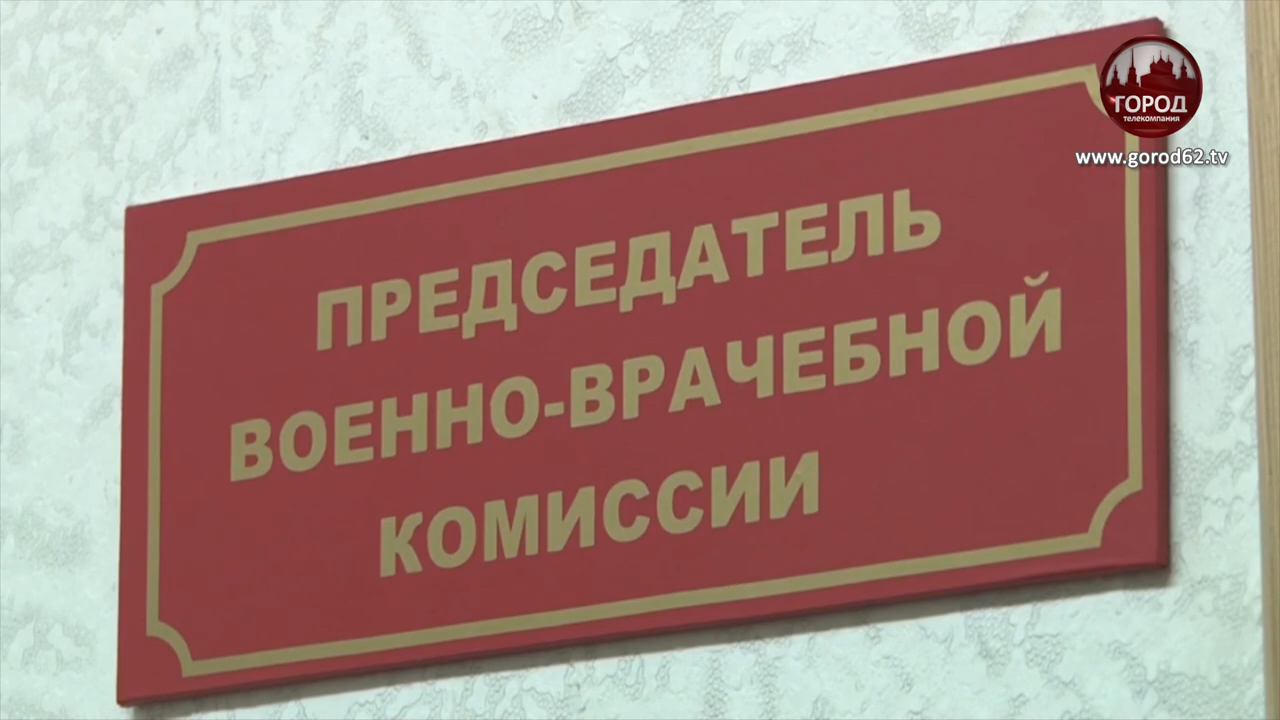 ГОРОД
телекомпания
www.gorod62.tv
ПРЕДСЕДАТЕЛЬ
ВОЕННО-ВРАЧЕБНОЙ
КОМИССИИ